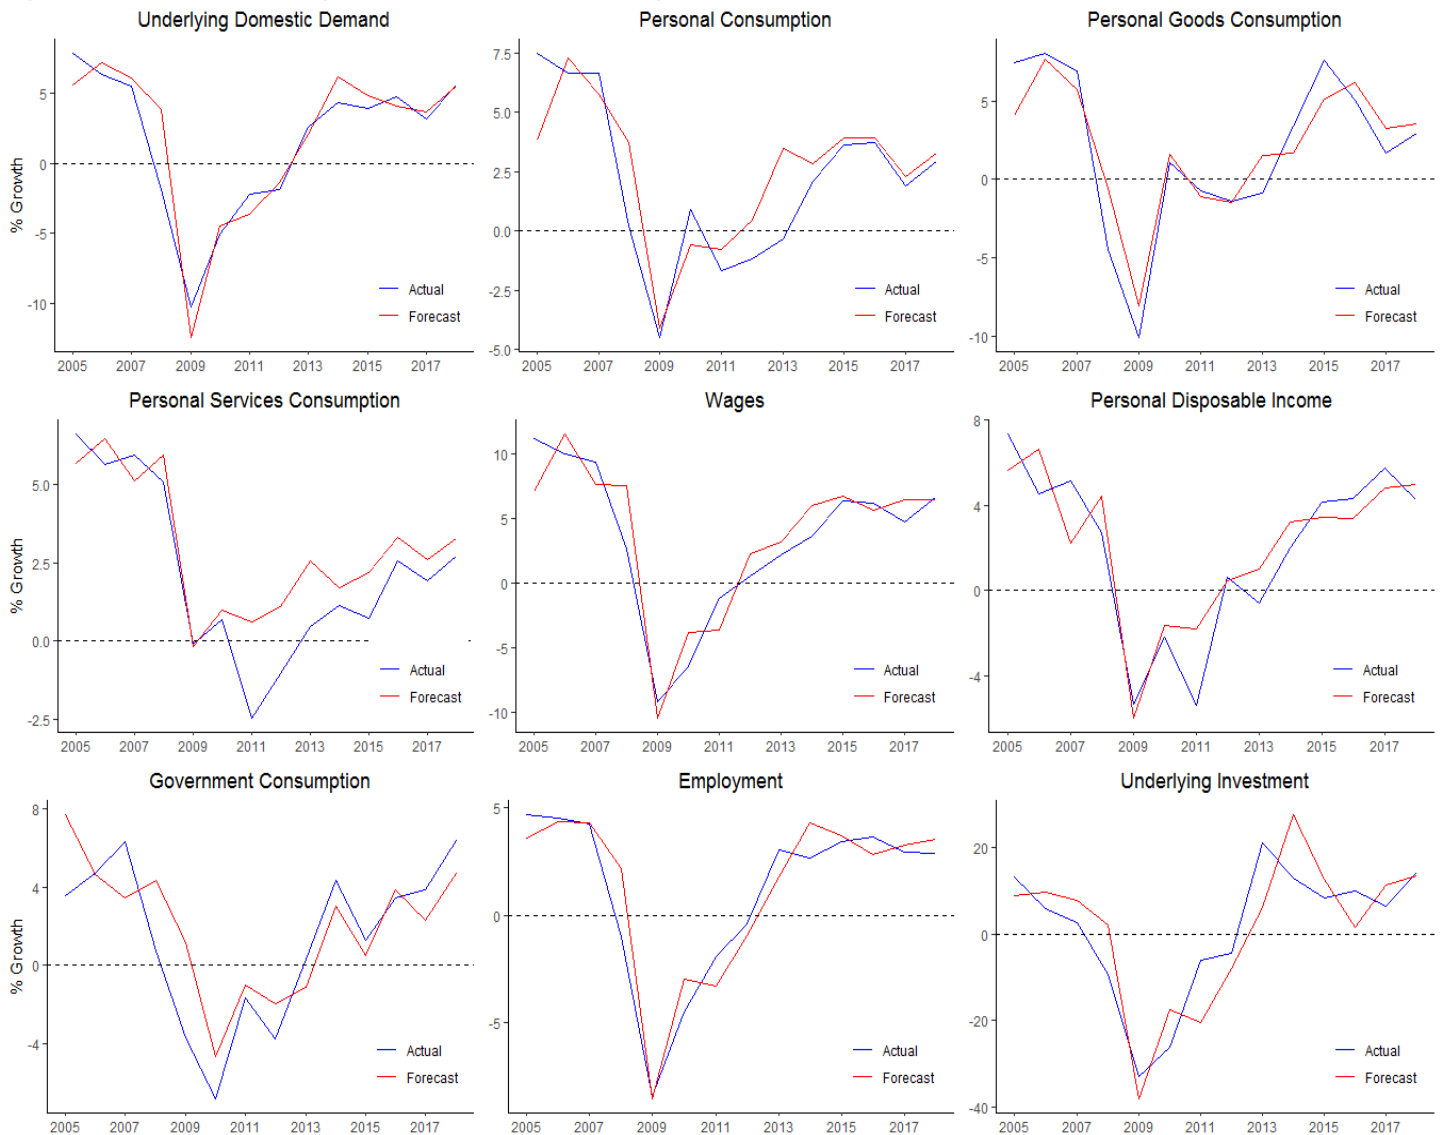 Underlying Domestic Demand
% Growth
5
0
-5
-10
2005 2007 2009 2011 2013 2015 2017
Actual
Forecast
Personal Consumption
7.5
5.0
2.5
0.0
-2.5
-5.0
2005 2007 2009 2011 2013 2015 2017
Actual
Forecast
Personal Goods Consumption
5
0
-5
-10
2005 2007 2009 2011 2013 2015 2017
Actual
Forecast
Personal Services Consumption
% Growth
5.0
2.5
0.0
-2.5
2005 2007 2009 2011 2013 2015 2017
Actual
Forecast
Wages
10
5
0
-5
-10
2005 2007 2009 2011 2013 2015 2017
Actual
Forecast
Personal Disposable Income
8
4
0
-4
2005 2007 2009 2011 2013 2015 2017
Actual
Forecast
Government Consumption
% Growth
8
4
0
-4
2005 2007 2009 2011 2013 2015 2017
Actual
Forecast
Employment
5
0
-5
2005 2007 2009 2011 2013 2015 2017
Actual
Forecast
Underlying Investment
20
0
-20
-40
2005 2007 2009 2011 2013 2015 2017
Actual
Forecast